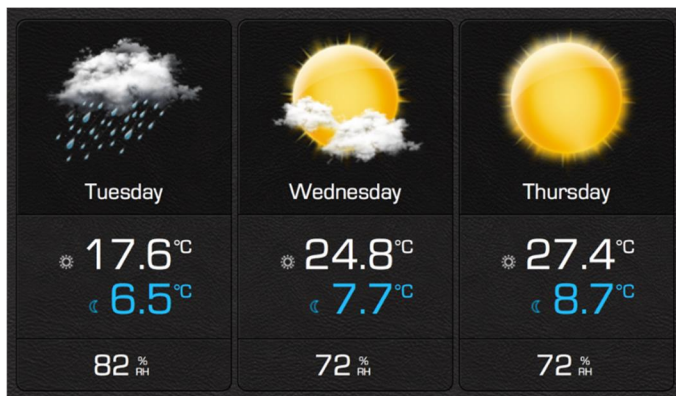 Tuesday
17.6°C
6.5°C
82 % RH
Wednesday
24.8°C
7.7°C
72 % RH
Thursday
27.4°C
8.7°C
72 % RH